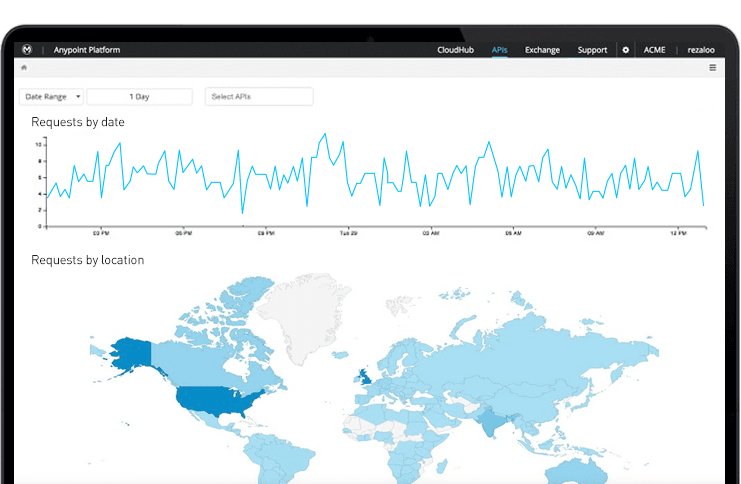 Anypoint Platform
CloudHub APIs Exchange Support ACME rezaloo
Date Range 1 Day Select APIs
Requests by date
10
8
6
4
2
0
03 PM 06 PM 09 PM Tue 29 03 AM 06 AM 09 AM 12 PM
Requests by location